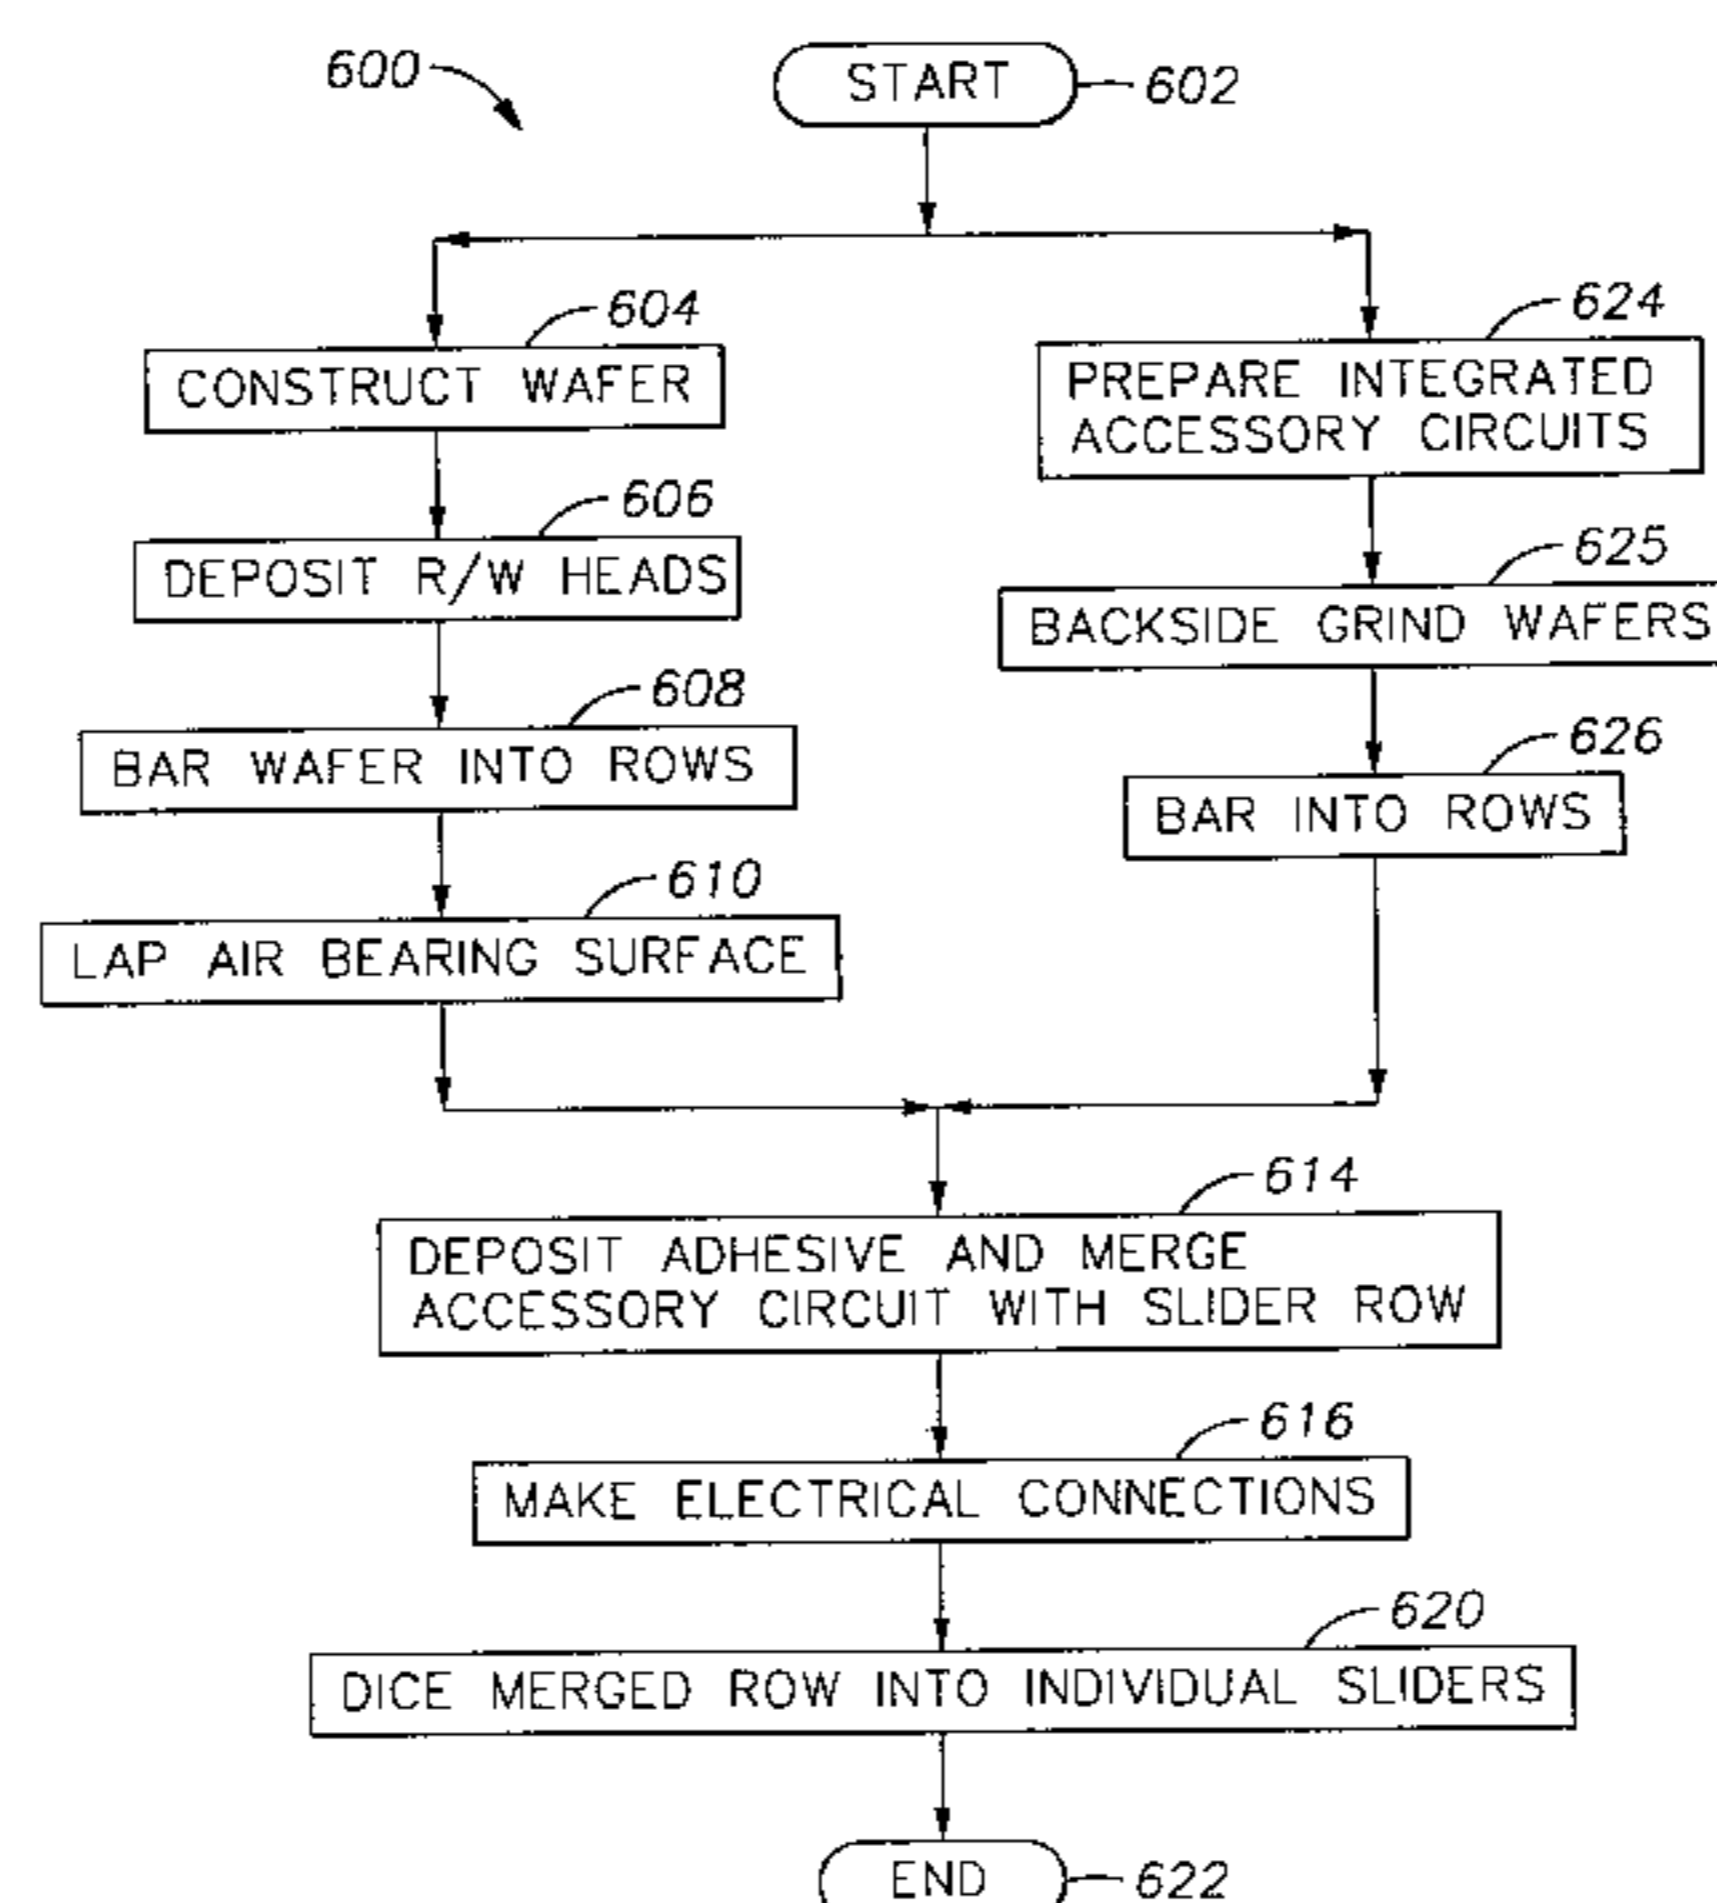 600
START
602
604
CONSTRUCT WAFER
606
DEPOSIT R/W HEADS
608
BAR WAFER INTO ROWS
610
LAP AIR BEARING SURFACE
624
PREPARE INTEGRATED
ACCESSORY CIRCUITS
625
BACKSIDE GRIND WAFERS
626
BAR INTO ROWS
614
DEPOSIT ADHESIVE AND MERGE
ACCESSORY CIRCUIT WITH SLIDER ROW
616
MAKE ELECTRICAL CONNECTIONS
620
DICE MERGED ROW INTO INDIVIDUAL SLIDERS
END
622